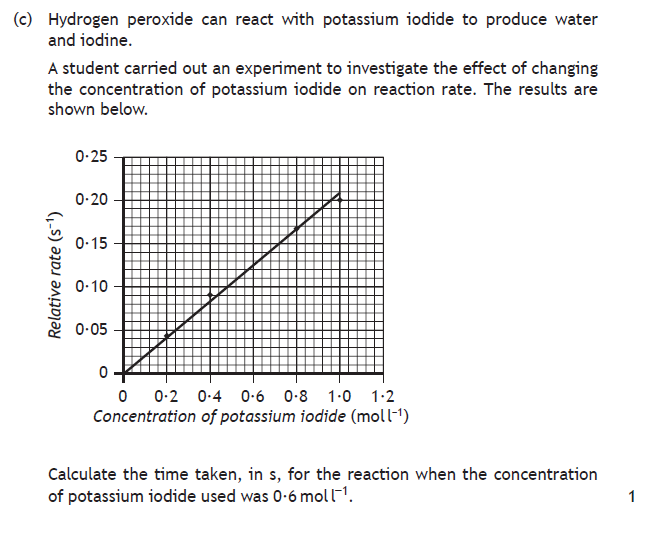 (c) Hydrogen peroxide can react with potassium iodide to produce water
and iodine.
A student carried out an experiment to investigate the effect of changing
the concentration of potassium iodide on reaction rate. The results are
shown below.
0·25
0·20
0·15
0·10
0·05
0
Relative rate (s⁻¹)
0 0·2 0·4 0·6 0·8 1·0 1·2
Concentration of potassium iodide (mol l⁻¹)
Calculate the time taken, in s, for the reaction when the concentration
of potassium iodide used was 0·6 mol l⁻¹. 1